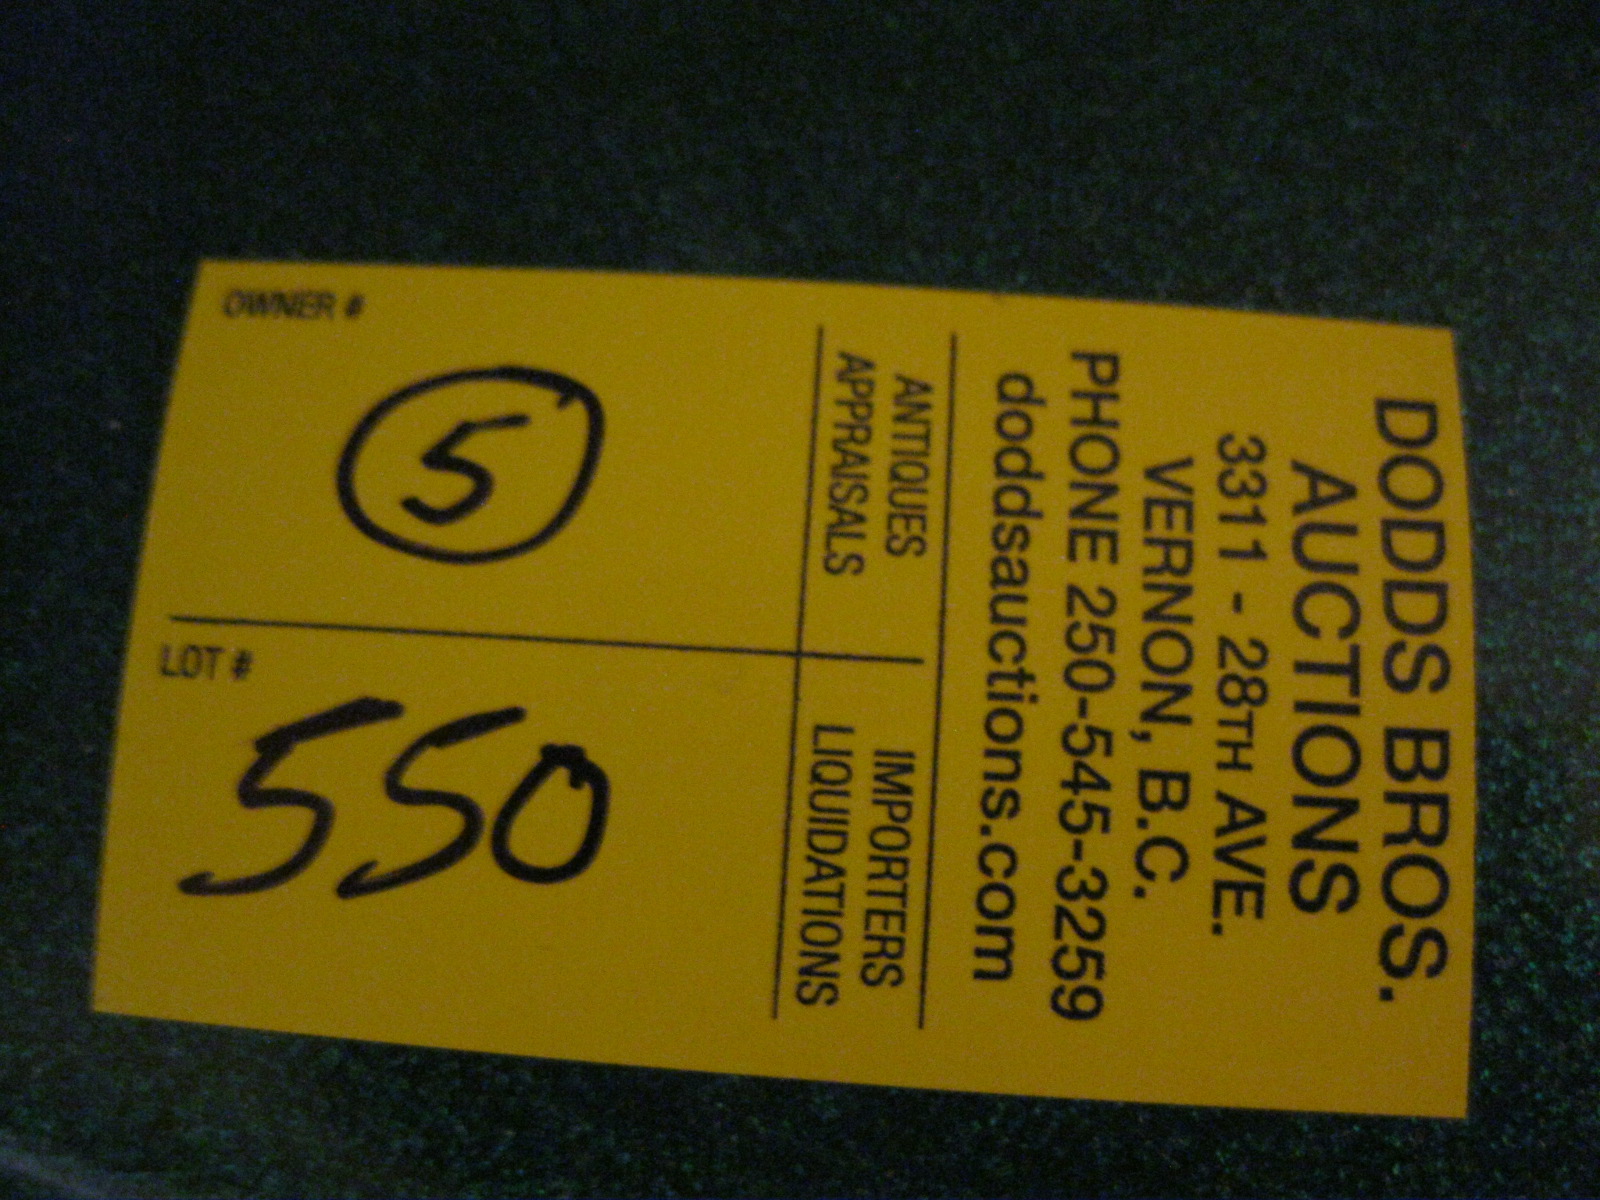 DODDS BROS.
AUCTIONS
3311 - 28TH AVE.
VERNON, B.C.
PHONE 250-545-3259
doddsauctions.com
ANTIQUES
APPRAISALS
IMPORTERS
LIQUIDATIONS
OWNER #
5
LOT #
550